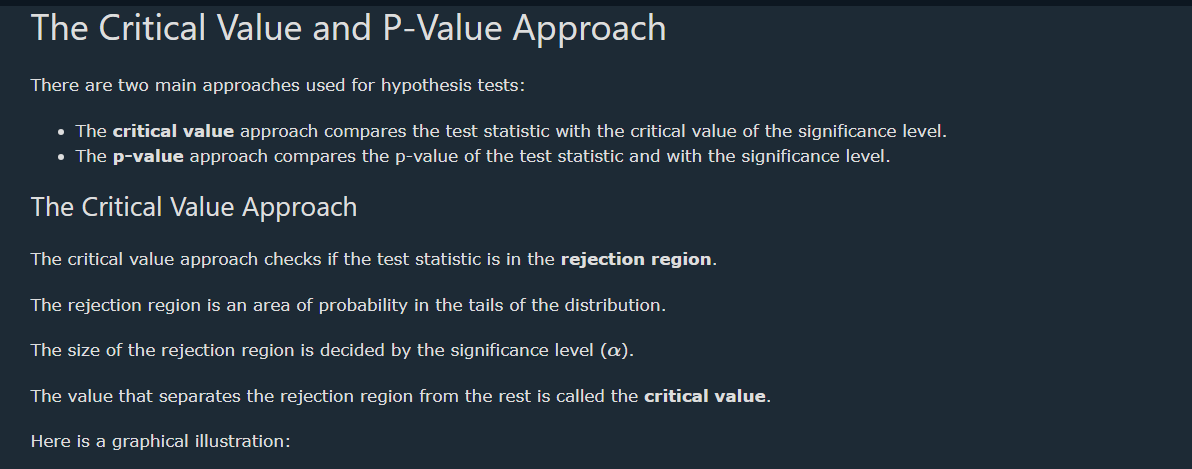 The Critical Value and P-Value Approach
There are two main approaches used for hypothesis tests:
• The critical value approach compares the test statistic with the critical value of the significance level.
• The p-value approach compares the p-value of the test statistic and with the significance level.
The Critical Value Approach
The critical value approach checks if the test statistic is in the rejection region.
The rejection region is an area of probability in the tails of the distribution.
The size of the rejection region is decided by the significance level (α).
The value that separates the rejection region from the rest is called the critical value.
Here is a graphical illustration: